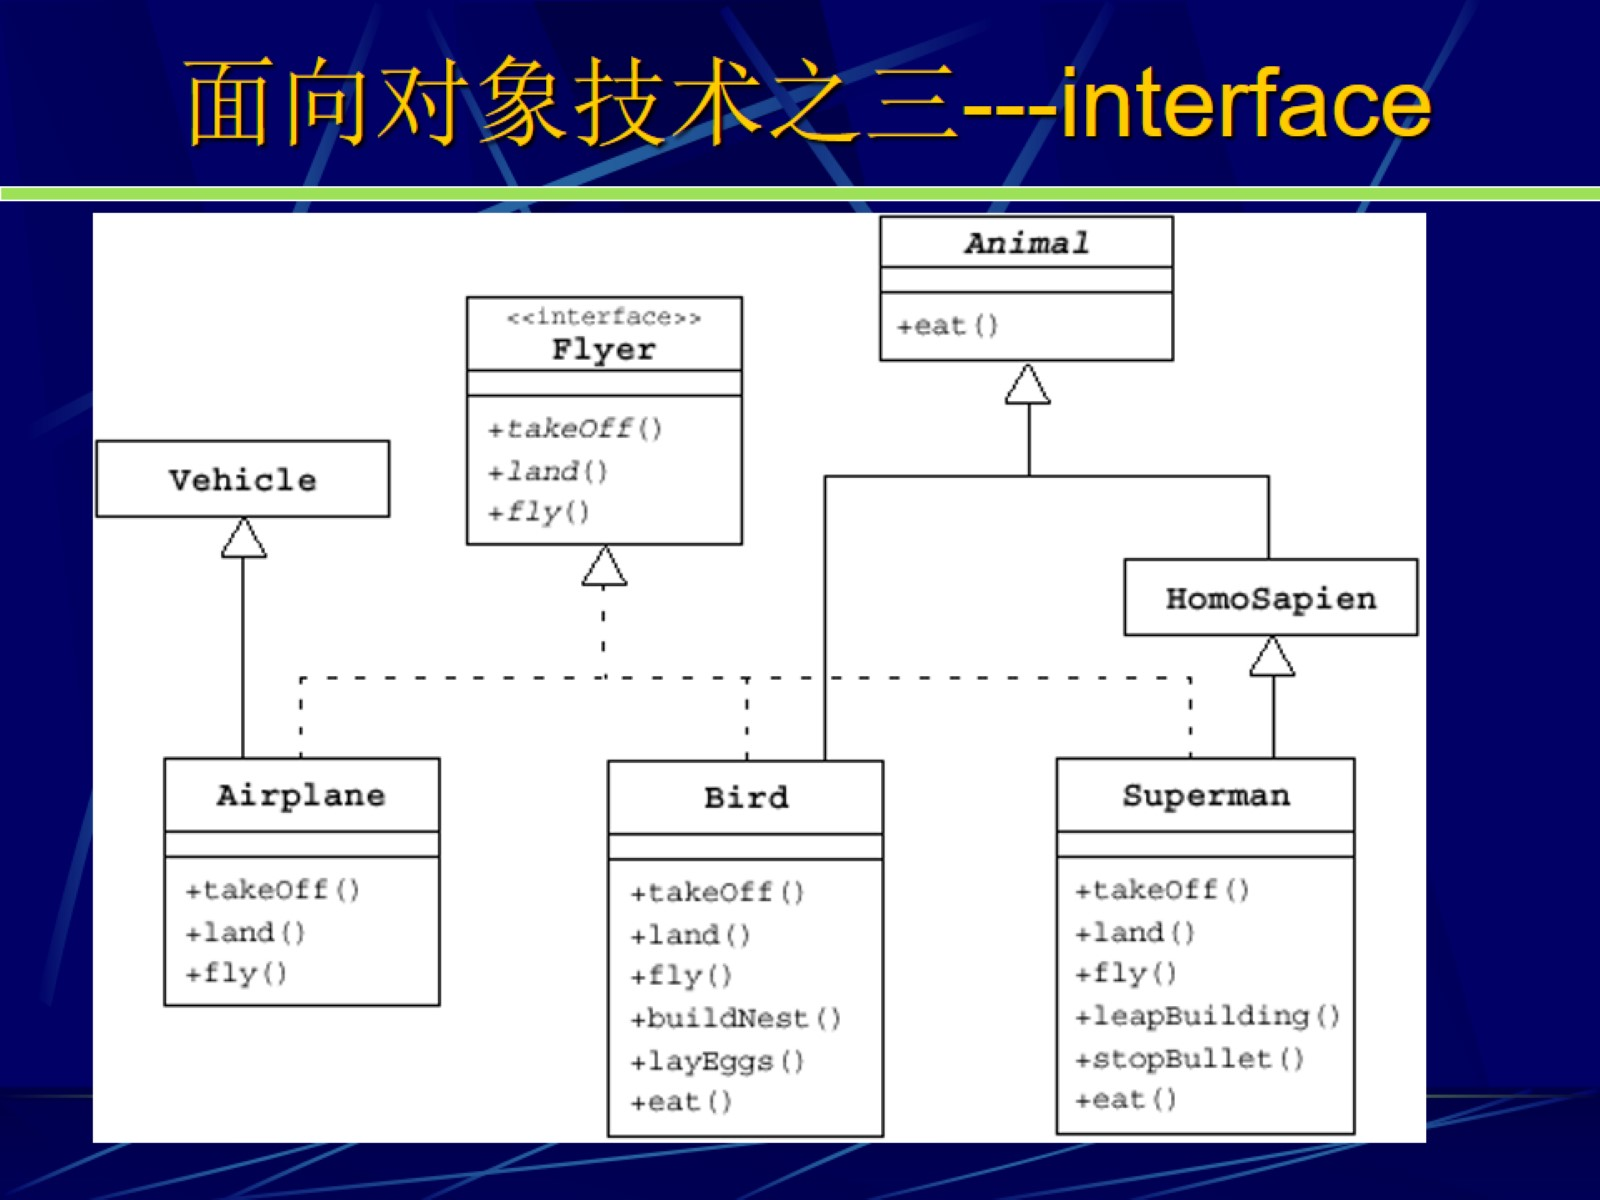 面向对象技术之三---interface
Animal
+eat()
<<interface>>
Flyer
+takeOff()
+land()
+fly()
Vehicle
HomoSapien
Airplane
+takeOff()
+land()
+fly()
Bird
+takeOff()
+land()
+fly()
+buildNest()
+layEggs()
+eat()
Superman
+takeOff()
+land()
+fly()
+leapBuilding()
+stopBullet()
+eat()